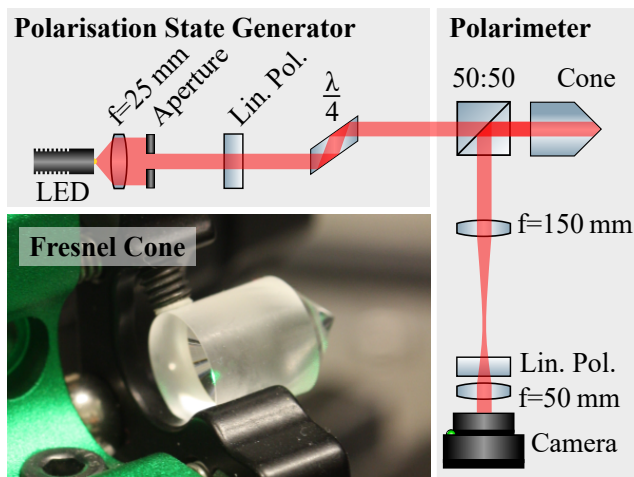 Polarisation State Generator
f=25 mm
Aperture
Lin. Pol.
λ/4
LED
Fresnel Cone
Polarimeter
50:50
Cone
f=150 mm
Lin. Pol.
f=50 mm
Camera